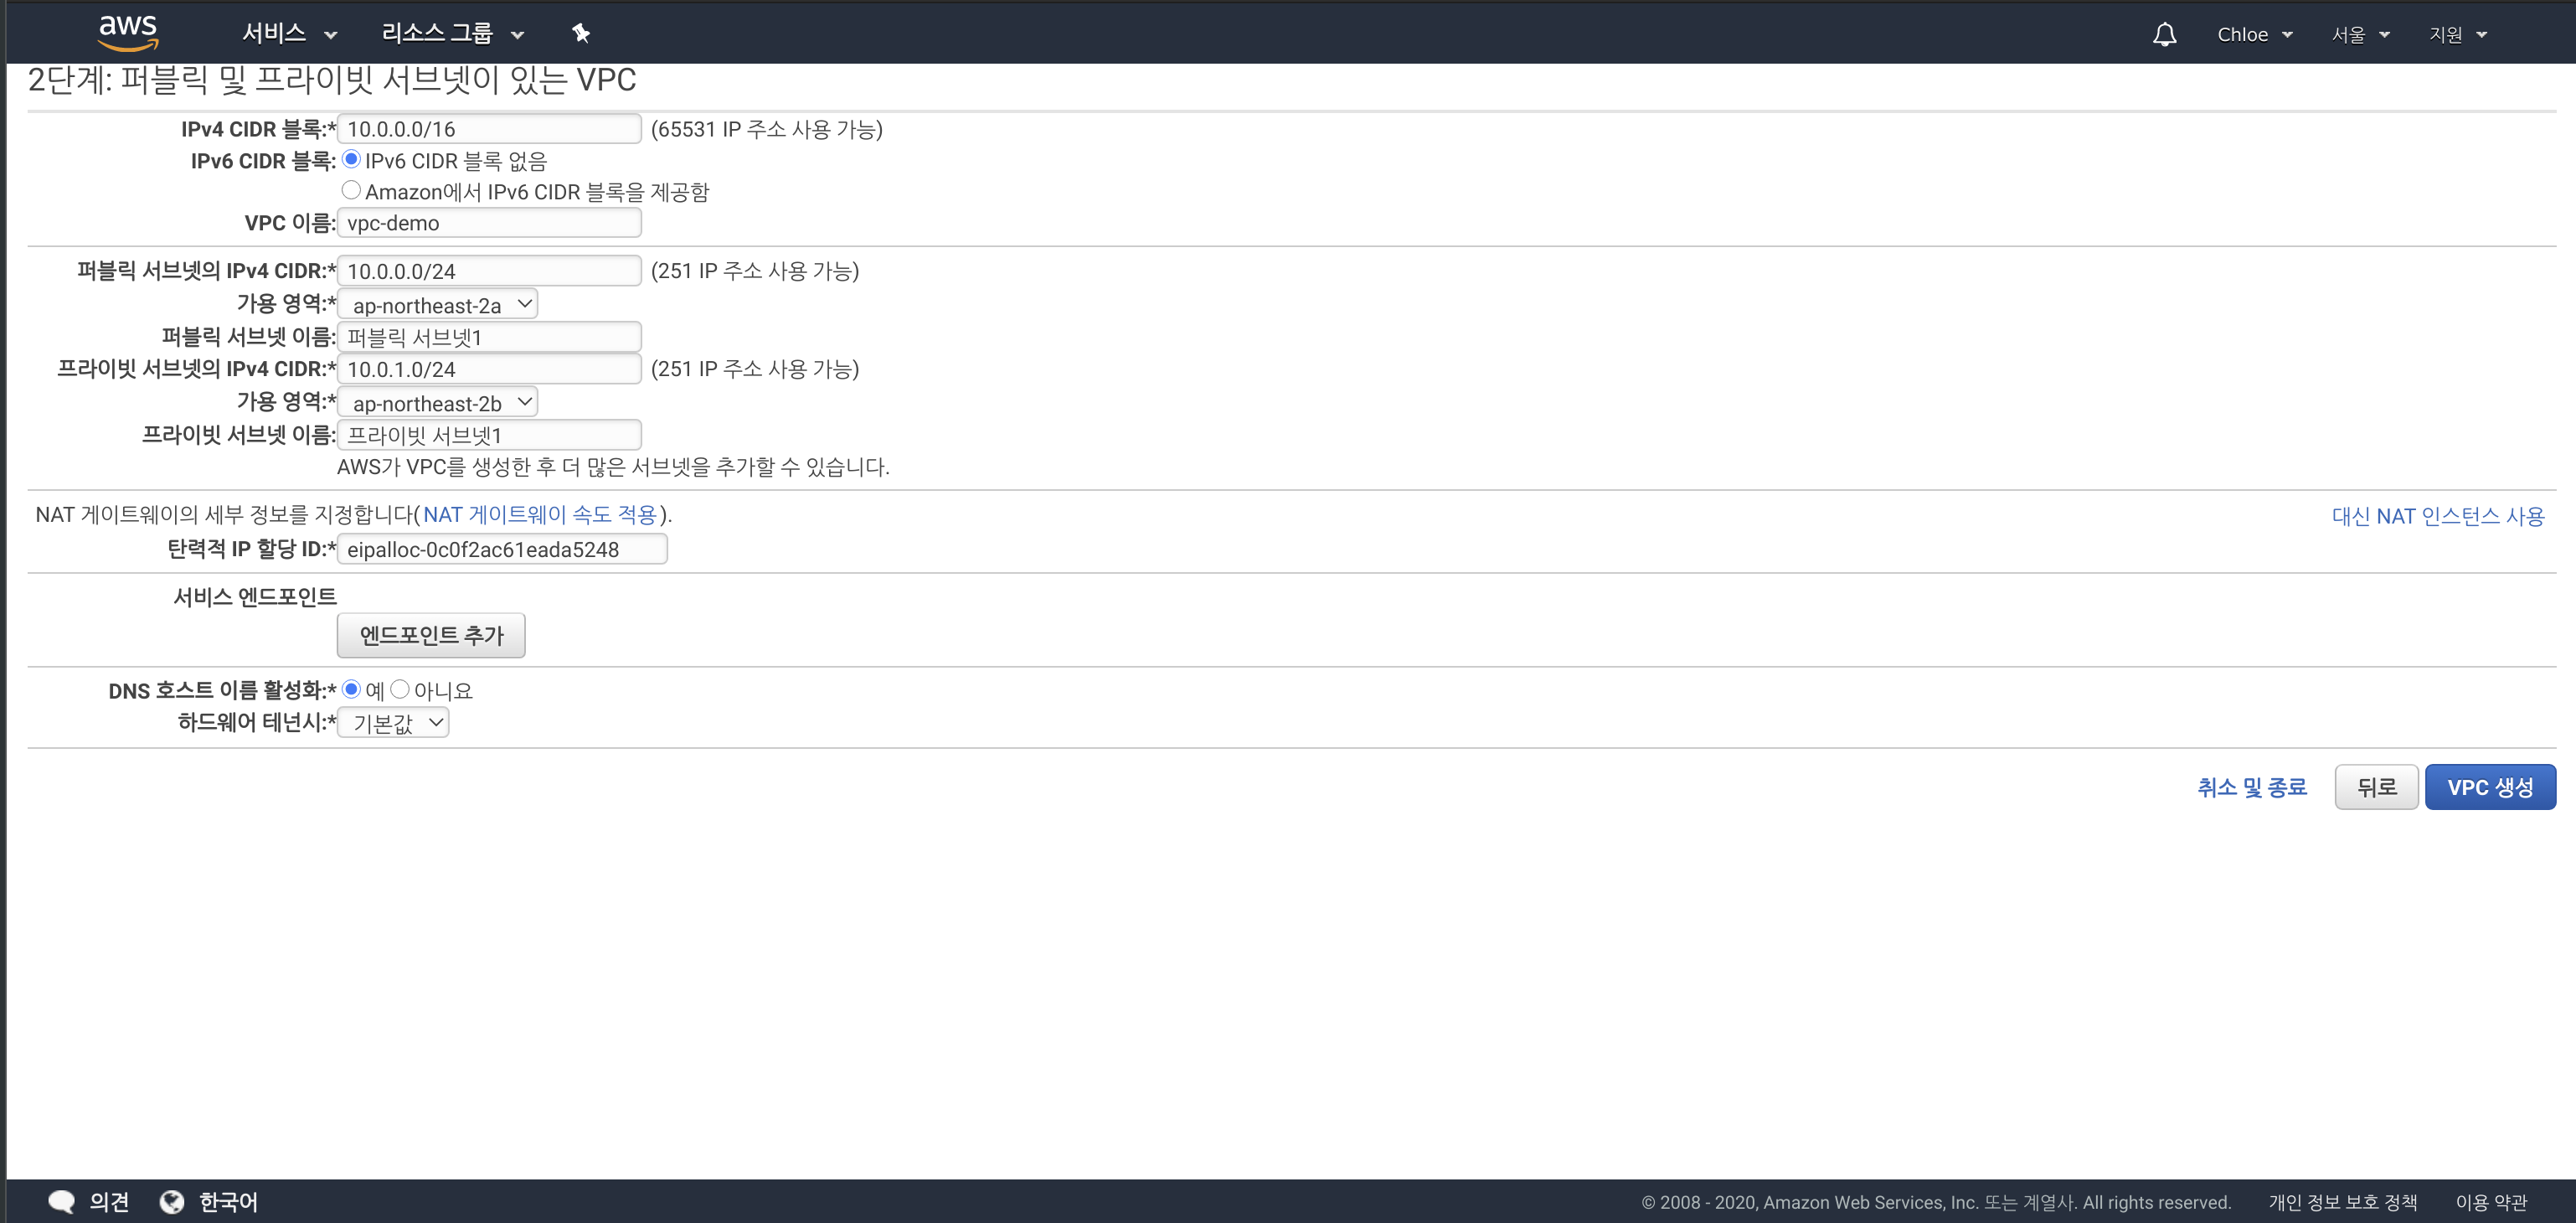 aws 서비스 리소스 그룹 Chloe 서울 지원
2단계: 퍼블릭 및 프라이빗 서브넷이 있는 VPC
IPv4 CIDR 블록:* 10.0.0.0/16 (65531 IP 주소 사용 가능)
IPv6 CIDR 블록: IPv6 CIDR 블록 없음
Amazon에서 IPv6 CIDR 블록을 제공함
VPC 이름: vpc-demo
퍼블릭 서브넷의 IPv4 CIDR:* 10.0.0.0/24 (251 IP 주소 사용 가능)
가용 영역:* ap-northeast-2a
퍼블릭 서브넷 이름: 퍼블릭 서브넷1
프라이빗 서브넷의 IPv4 CIDR:* 10.0.1.0/24 (251 IP 주소 사용 가능)
가용 영역:* ap-northeast-2b
프라이빗 서브넷 이름: 프라이빗 서브넷1
AWS가 VPC를 생성한 후 더 많은 서브넷을 추가할 수 있습니다.
NAT 게이트웨이의 세부 정보를 지정합니다(NAT 게이트웨이 속도 적용). 대신 NAT 인스턴스 사용
탄력적 IP 할당 ID:* eipalloc-0c0f2ac61eada5248
서비스 엔드포인트
엔드포인트 추가
DNS 호스트 이름 활성화:* 예 아니요
하드웨어 테넌시:* 기본값
취소 및 종료 뒤로 VPC 생성
의견 한국어 © 2008 - 2020, Amazon Web Services, Inc. 또는 계열사. All rights reserved. 개인 정보 보호 정책 이용 약관